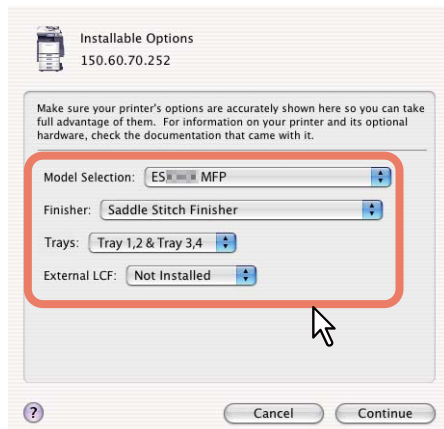 Installable Options
150.60.70.252
Make sure your printer's options are accurately shown here so you can take
full advantage of them. For information on your printer and its optional
hardware, check the documentation that came with it.
Model Selection: ES MFP
Finisher: Saddle Stitch Finisher
Trays: Tray 1,2 & Tray 3,4
External LCF: Not Installed
?
Cancel Continue